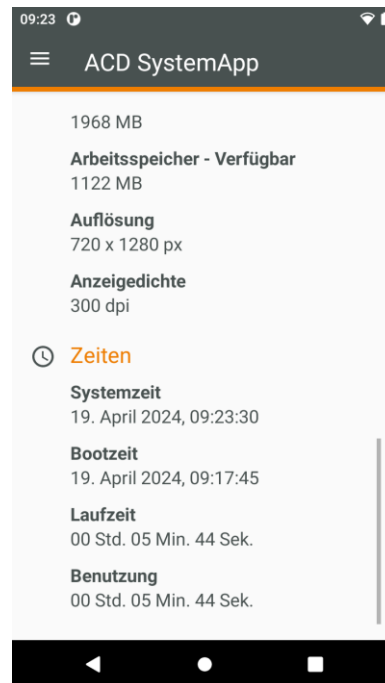 09:23
ACD SystemApp
1968 MB
Arbeitsspeicher - Verfügbar
1122 MB
Auflösung
720 x 1280 px
Anzeigedichte
300 dpi
Zeiten
Systemzeit
19. April 2024, 09:23:30
Bootzeit
19. April 2024, 09:17:45
Laufzeit
00 Std. 05 Min. 44 Sek.
Benutzung
00 Std. 05 Min. 44 Sek.